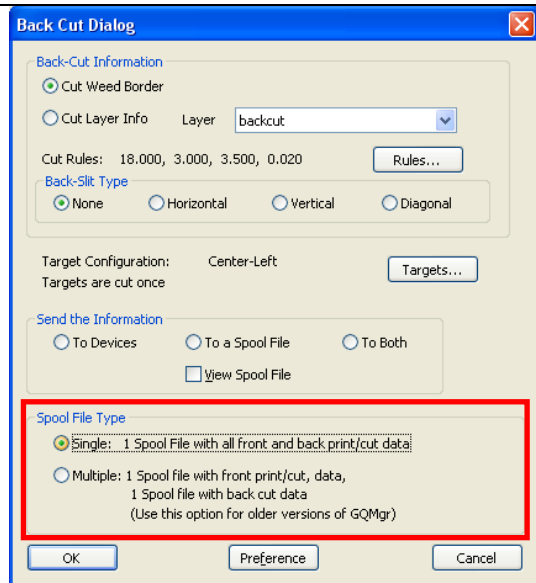 Back Cut Dialog
Back-Cut Information
Cut Weed Border
Cut Layer Info Layer backcut
Cut Rules: 18.000, 3.000, 3.500, 0.020 Rules...
Back-Slit Type
None Horizontal Vertical Diagonal
Target Configuration: Center-Left
Targets...
Targets are cut once
Send the Information
To Devices To a Spool File To Both
View Spool File
Spool File Type
Single: 1 Spool File with all front and back print/cut data
Multiple: 1 Spool file with front print/cut, data,
1 Spool file with back cut data
(Use this option for older versions of GQMgr)
OK Preference Cancel